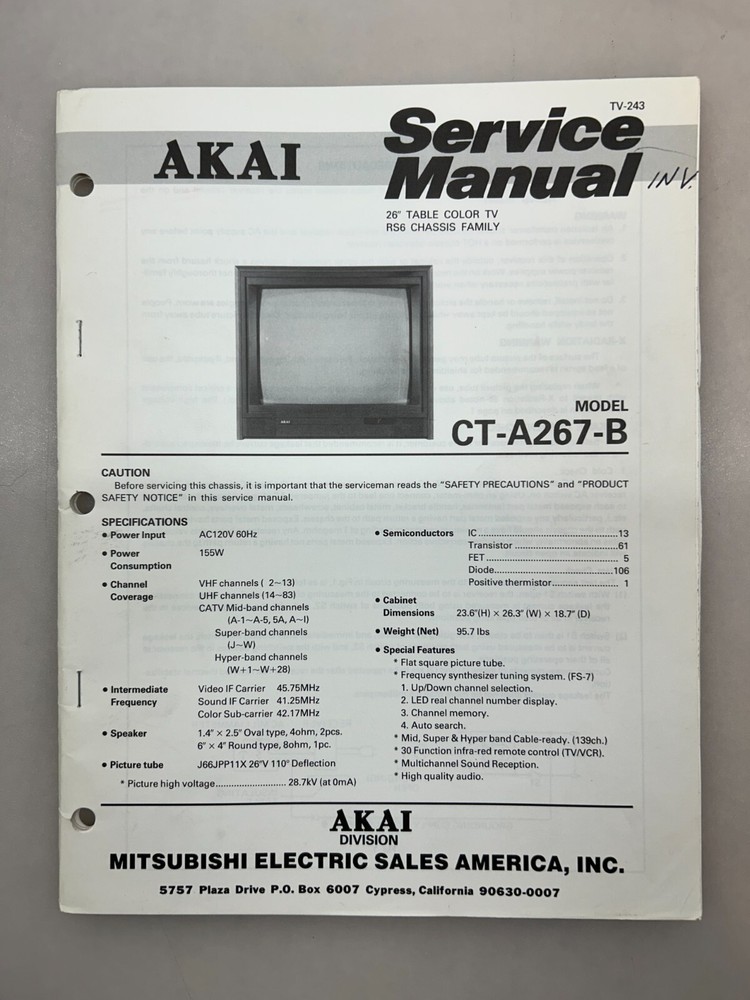 TV-243
AKAI
Service
Manual
INV.
26" TABLE COLOR TV
RS6 CHASSIS FAMILY
AKAI
MODEL
CT-A267-B
CAUTION
Before servicing this chassis, it is important that the serviceman reads the "SAFETY PRECAUTIONS" and "PRODUCT
SAFETY NOTICE" in this service manual.
SPECIFICATIONS
• Power Input AC120V 60Hz
• Power
Consumption 155W
• Channel
Coverage VHF channels ( 2~13)
UHF channels (14~83)
CATV Mid-band channels
(A-1~A-5, 5A, A~I)
Super-band channels
(J~W)
Hyper-band channels
(W+1~W+28)
• Intermediate
Frequency Video IF Carrier 45.75MHz
Sound IF Carrier 41.25MHz
Color Sub-carrier 42.17MHz
• Speaker 1.4" × 2.5" Oval type, 4ohm, 2pcs.
6" × 4" Round type, 8ohm, 1pc.
• Picture tube J66JPP11X 26"V 110° Deflection
* Picture high voltage........................... 28.7kV (at 0mA)
• Semiconductors IC.....................................................13
Transistor .......................................61
FET................................................... 5
Diode.............................................106
Positive thermistor......................... 1
• Cabinet
Dimensions 23.6"(H) × 26.3" (W) × 18.7" (D)
• Weight (Net) 95.7 lbs
• Special Features
* Flat square picture tube.
* Frequency synthesizer tuning system. (FS-7)
1. Up/Down channel selection.
2. LED real channel number display.
3. Channel memory.
4. Auto search.
* Mid, Super & Hyper band Cable-ready. (139ch.)
* 30 Function infra-red remote control (TV/VCR).
* Multichannel Sound Reception.
* High quality audio.
AKAI
DIVISION
MITSUBISHI ELECTRIC SALES AMERICA, INC.
5757 Plaza Drive P.O. Box 6007 Cypress, California 90630-0007